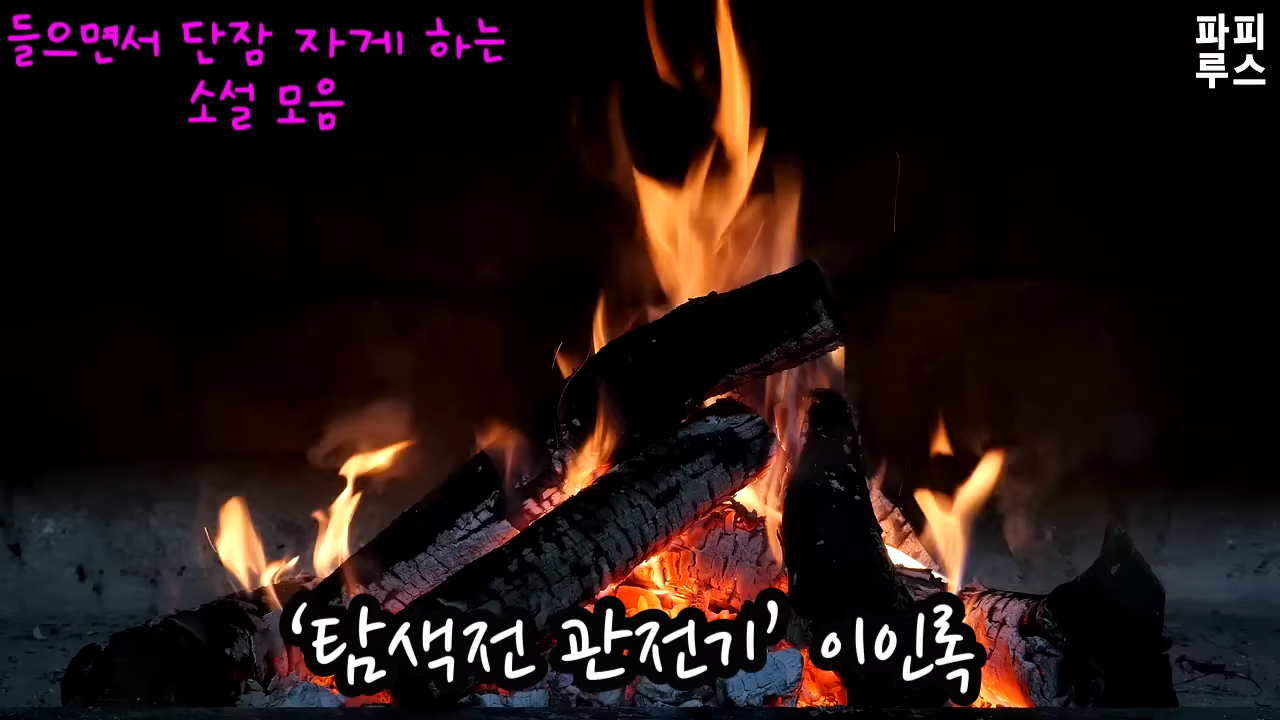 들으면서 단잠 자게 하는
소설 모음
파피
루스
‘탐색전 관전기’ 이인록